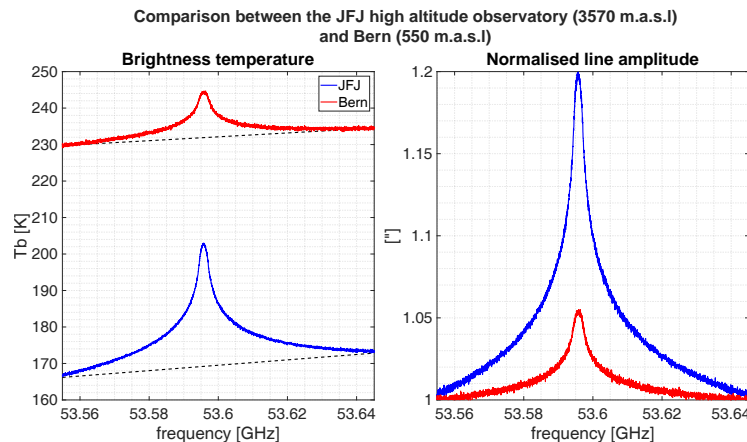 Comparison between the JFJ high altitude observatory (3570 m.a.s.l)
and Bern (550 m.a.s.l)
Brightness temperature
250
240
230
220
210
200
190
180
170
160
Tb [K]
JFJ
Bern
53.56 53.58 53.6 53.62 53.64
frequency [GHz]
Normalised line amplitude
1.2
1.15
1.1
1.05
1
["]
53.56 53.58 53.6 53.62 53.64
frequency [GHz]